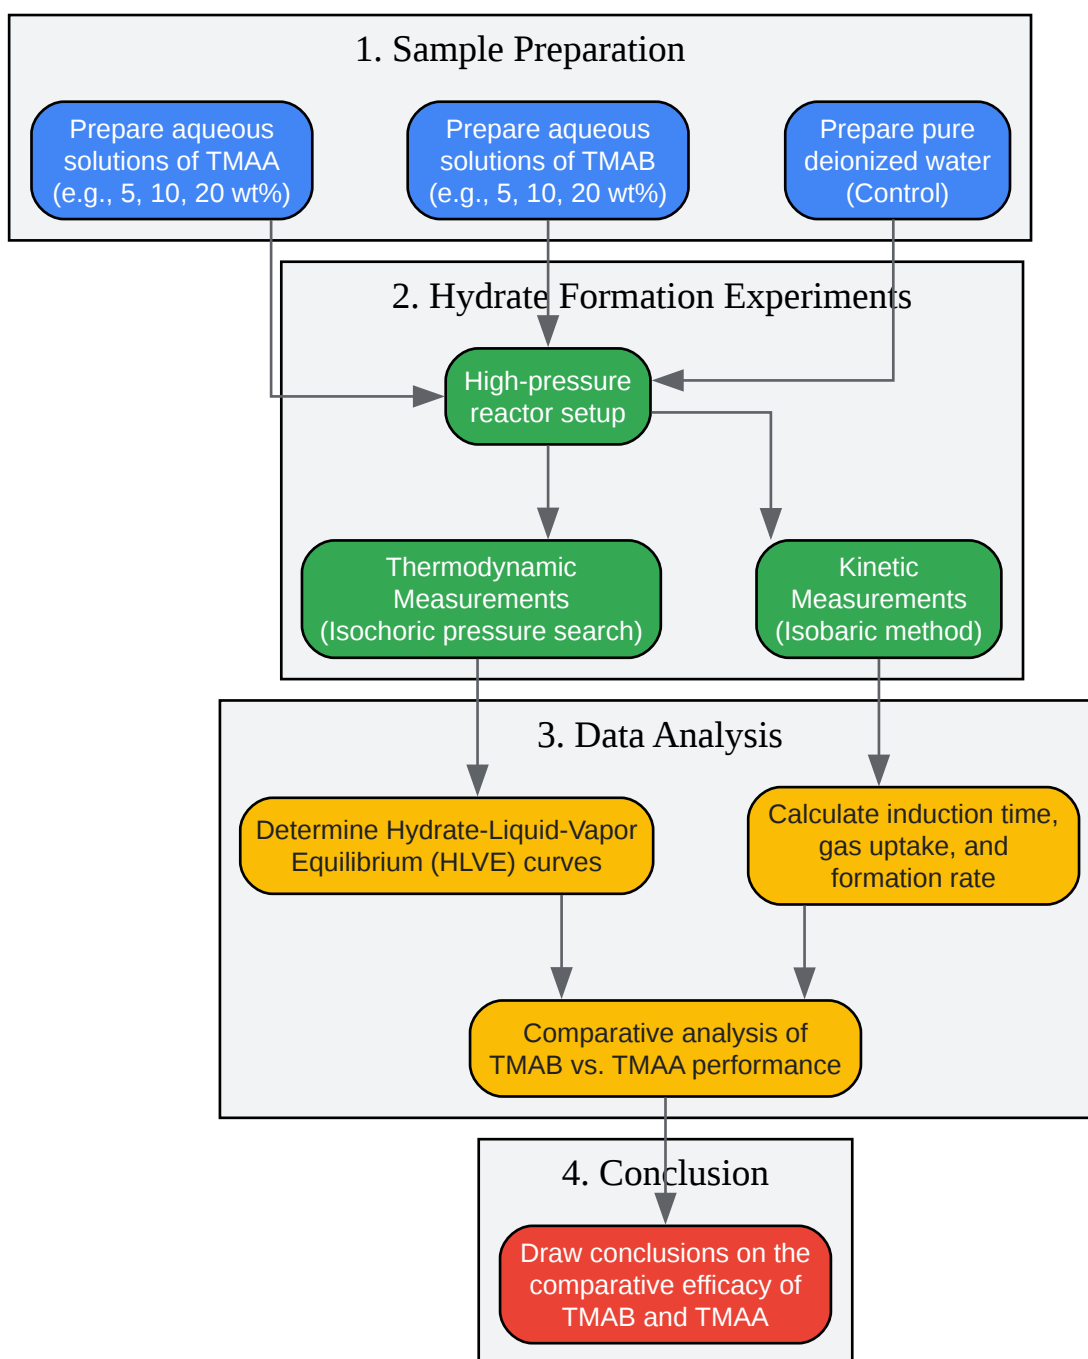 1. Sample Preparation
Prepare aqueous
solutions of TMAA
(e.g., 5, 10, 20 wt%)
Prepare aqueous
solutions of TMAB
(e.g., 5, 10, 20 wt%)
Prepare pure
deionized water
(Control)
2. Hydrate Formation Experiments
High-pressure
reactor setup
Thermodynamic
Measurements
(Isochoric pressure search)
Kinetic
Measurements
(Isobaric method)
3. Data Analysis
Determine Hydrate-Liquid-Vapor
Equilibrium (HLVE) curves
Calculate induction time,
gas uptake, and
formation rate
Comparative analysis of
TMAB vs. TMAA performance
4. Conclusion
Draw conclusions on the
comparative efficacy of
TMAB and TMAA